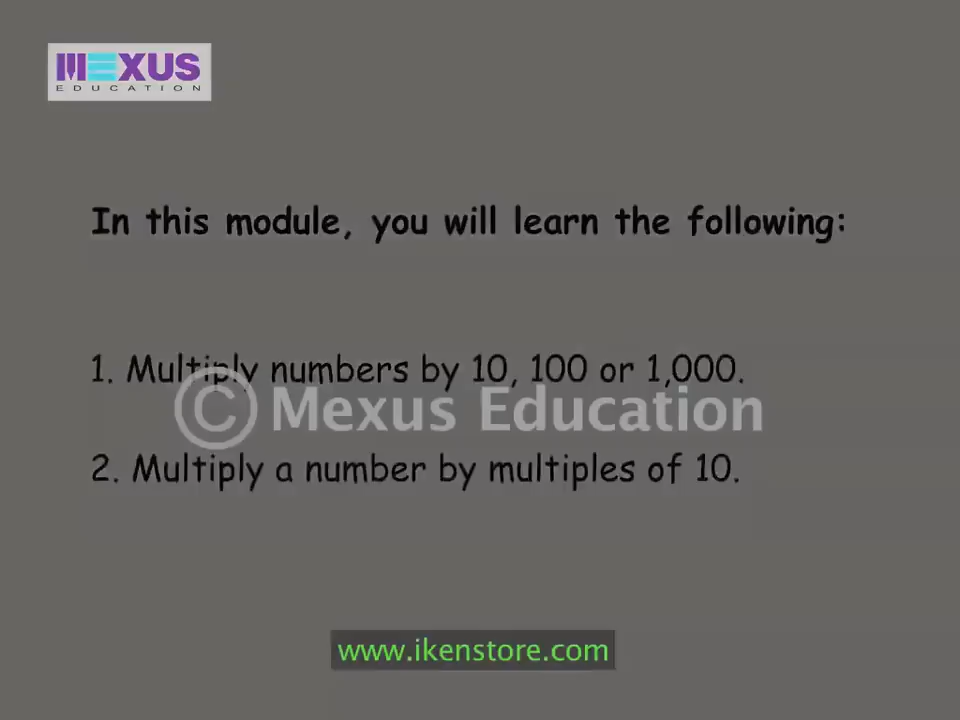 MEXUS
EDUCATION
In this module, you will learn the following:
1. Multiply numbers by 10, 100 or 1,000.
© Mexus Education
2. Multiply a number by multiples of 10.
www.ikenstore.com